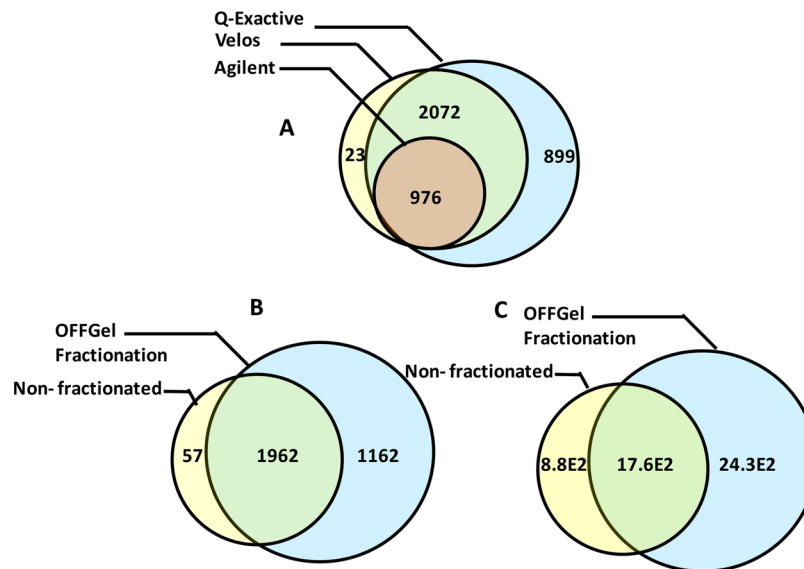 Q-Exactive
Velos
Agilent
A
2072
23
899
976
B
OFFGel
Fractionation
Non- fractionated
57
1962
1162
C
OFFGel
Fractionation
Non- fractionated
8.8E2
17.6E2
24.3E2